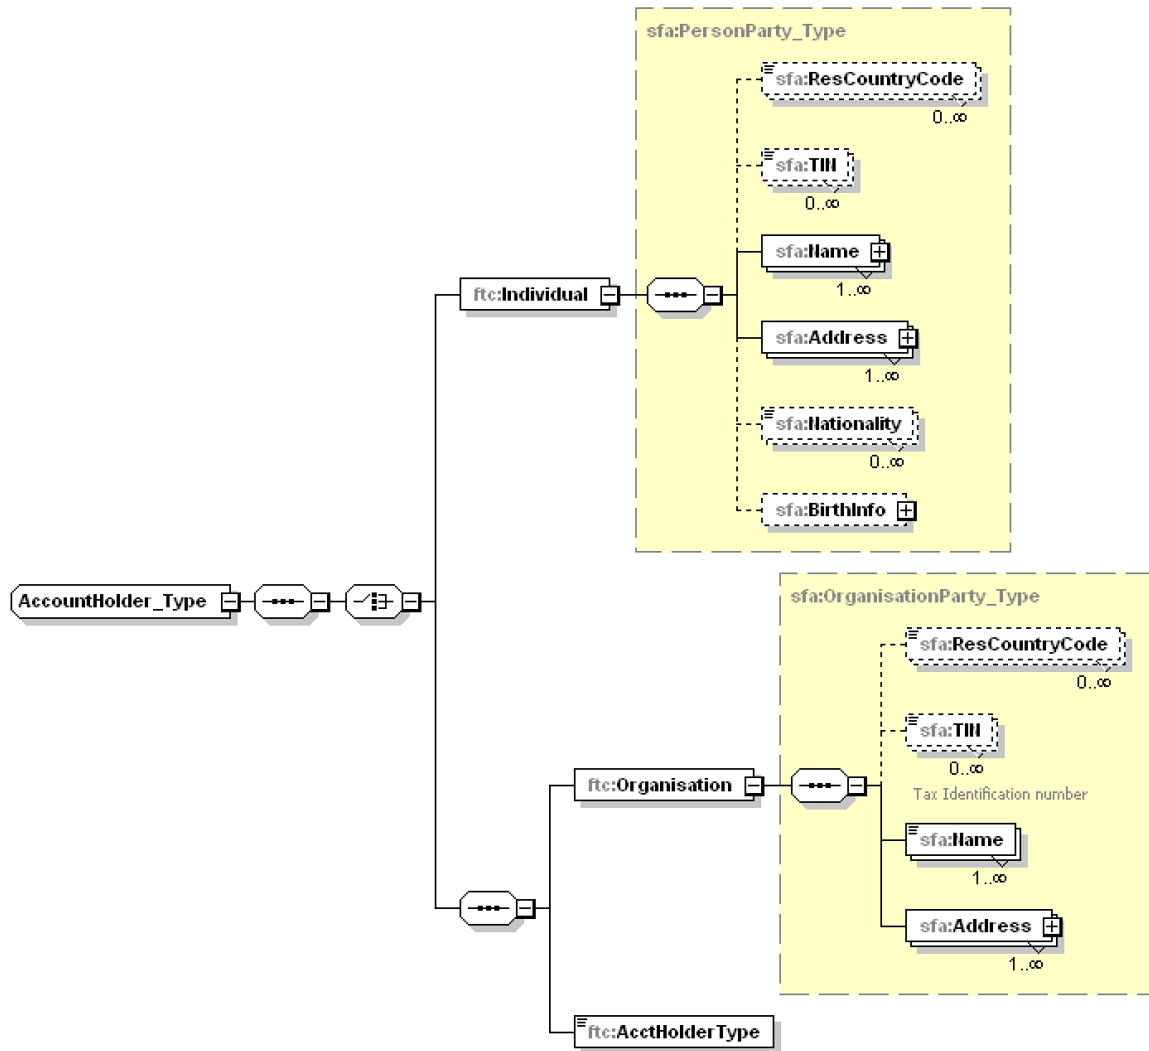 sfa:PersonParty_Type
sfa:ResCountryCode
0..∞
sfa:TIN
0..∞
sfa:Name
1..∞
ftc:Individual
sfa:Address
1..∞
sfa:Nationality
0..∞
sfa:BirthInfo
AccountHolder_Type
sfa:OrganisationParty_Type
sfa:ResCountryCode
0..∞
sfa:TIN
0..∞
Tax Identification number
ftc:Organisation
sfa:Name
1..∞
sfa:Address
1..∞
ftc:AcctHolderType